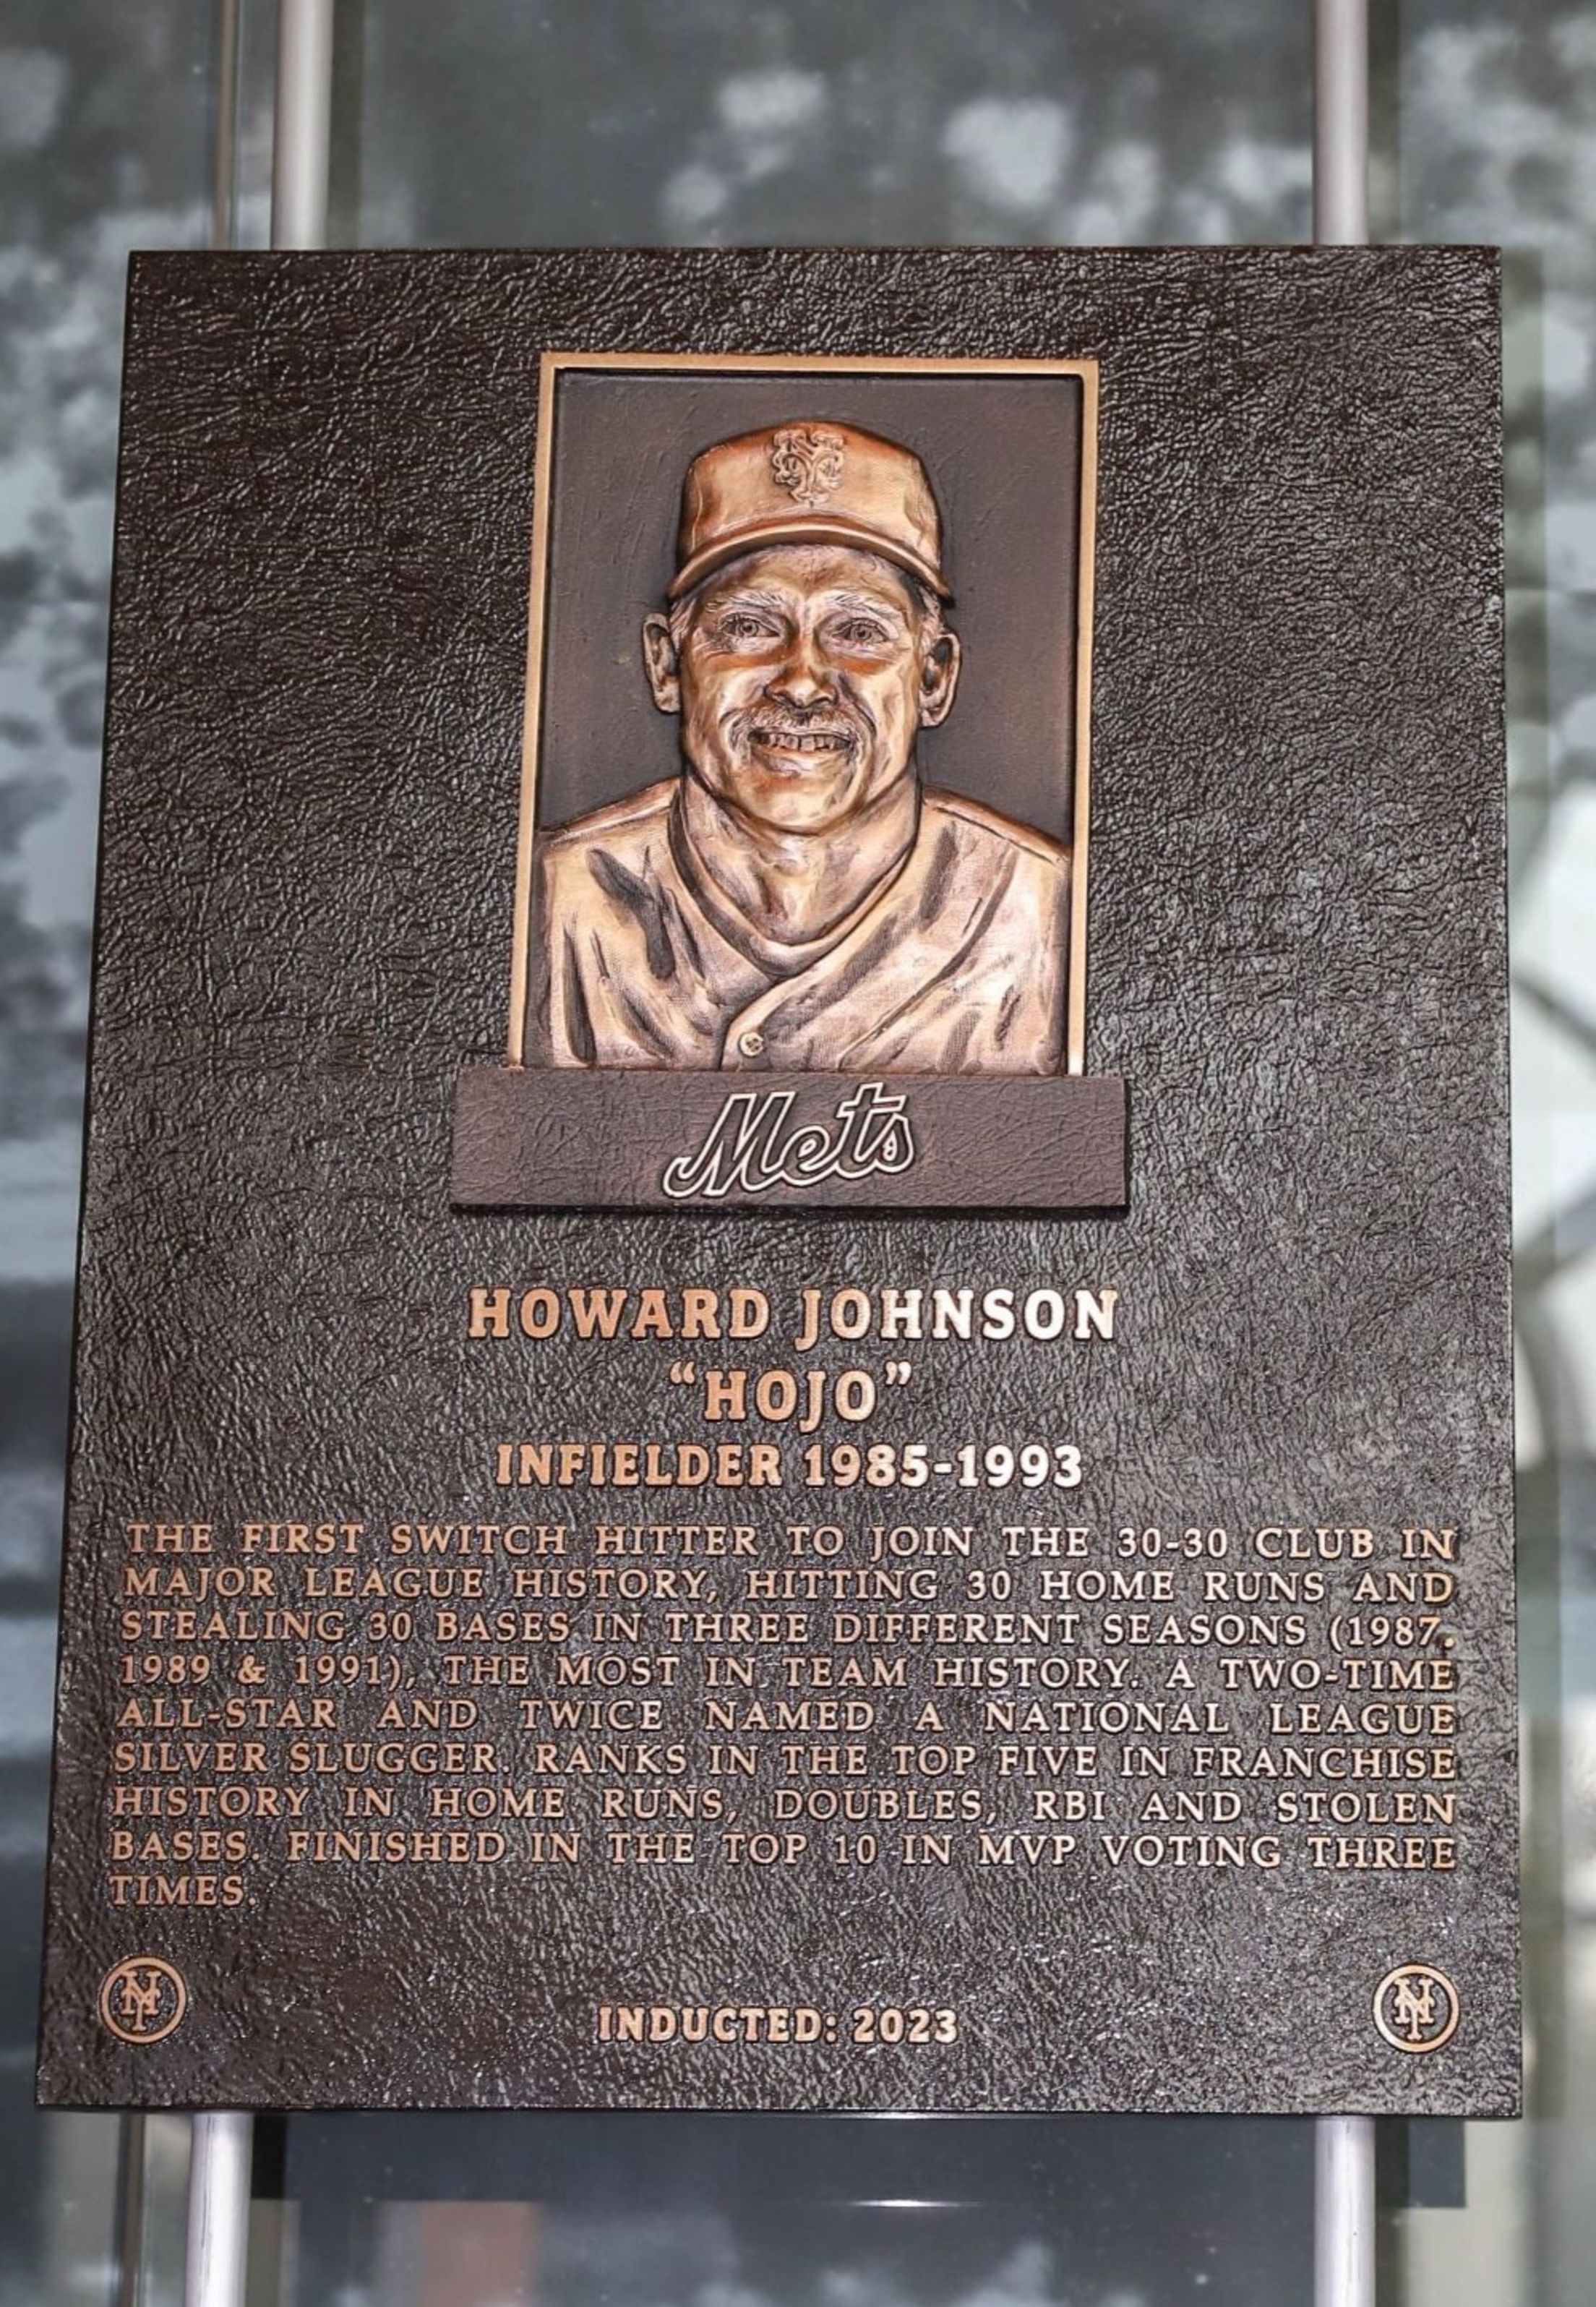 NY
Mets
HOWARD JOHNSON
“HOJO”
INFIELDER 1985-1993
THE FIRST SWITCH HITTER TO JOIN THE 30-30 CLUB IN
MAJOR LEAGUE HISTORY, HITTING 30 HOME RUNS AND
STEALING 30 BASES IN THREE DIFFERENT SEASONS (1987,
1989 & 1991), THE MOST IN TEAM HISTORY. A TWO-TIME
ALL-STAR AND TWICE NAMED A NATIONAL LEAGUE
SILVER SLUGGER. RANKS IN THE TOP FIVE IN FRANCHISE
HISTORY IN HOME RUNS, DOUBLES, RBI AND STOLEN
BASES. FINISHED IN THE TOP 10 IN MVP VOTING THREE
TIMES.
NY INDUCTED: 2023 NY